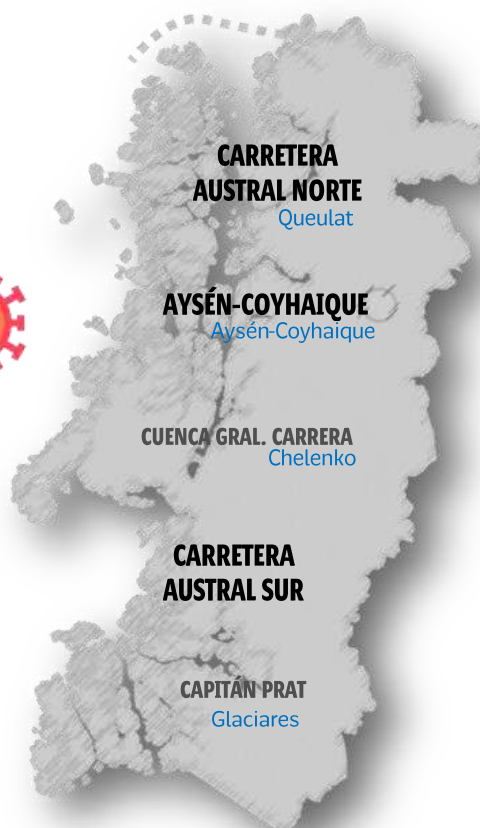 CARRETERA
AUSTRAL NORTE
Queulat
AYSÉN-COYHAIQUE
Aysén-Coyhaique
CUENCA GRAL. CARRERA
Chelenko
CARRETERA
AUSTRAL SUR
CAPITÁN PRAT
Glaciares